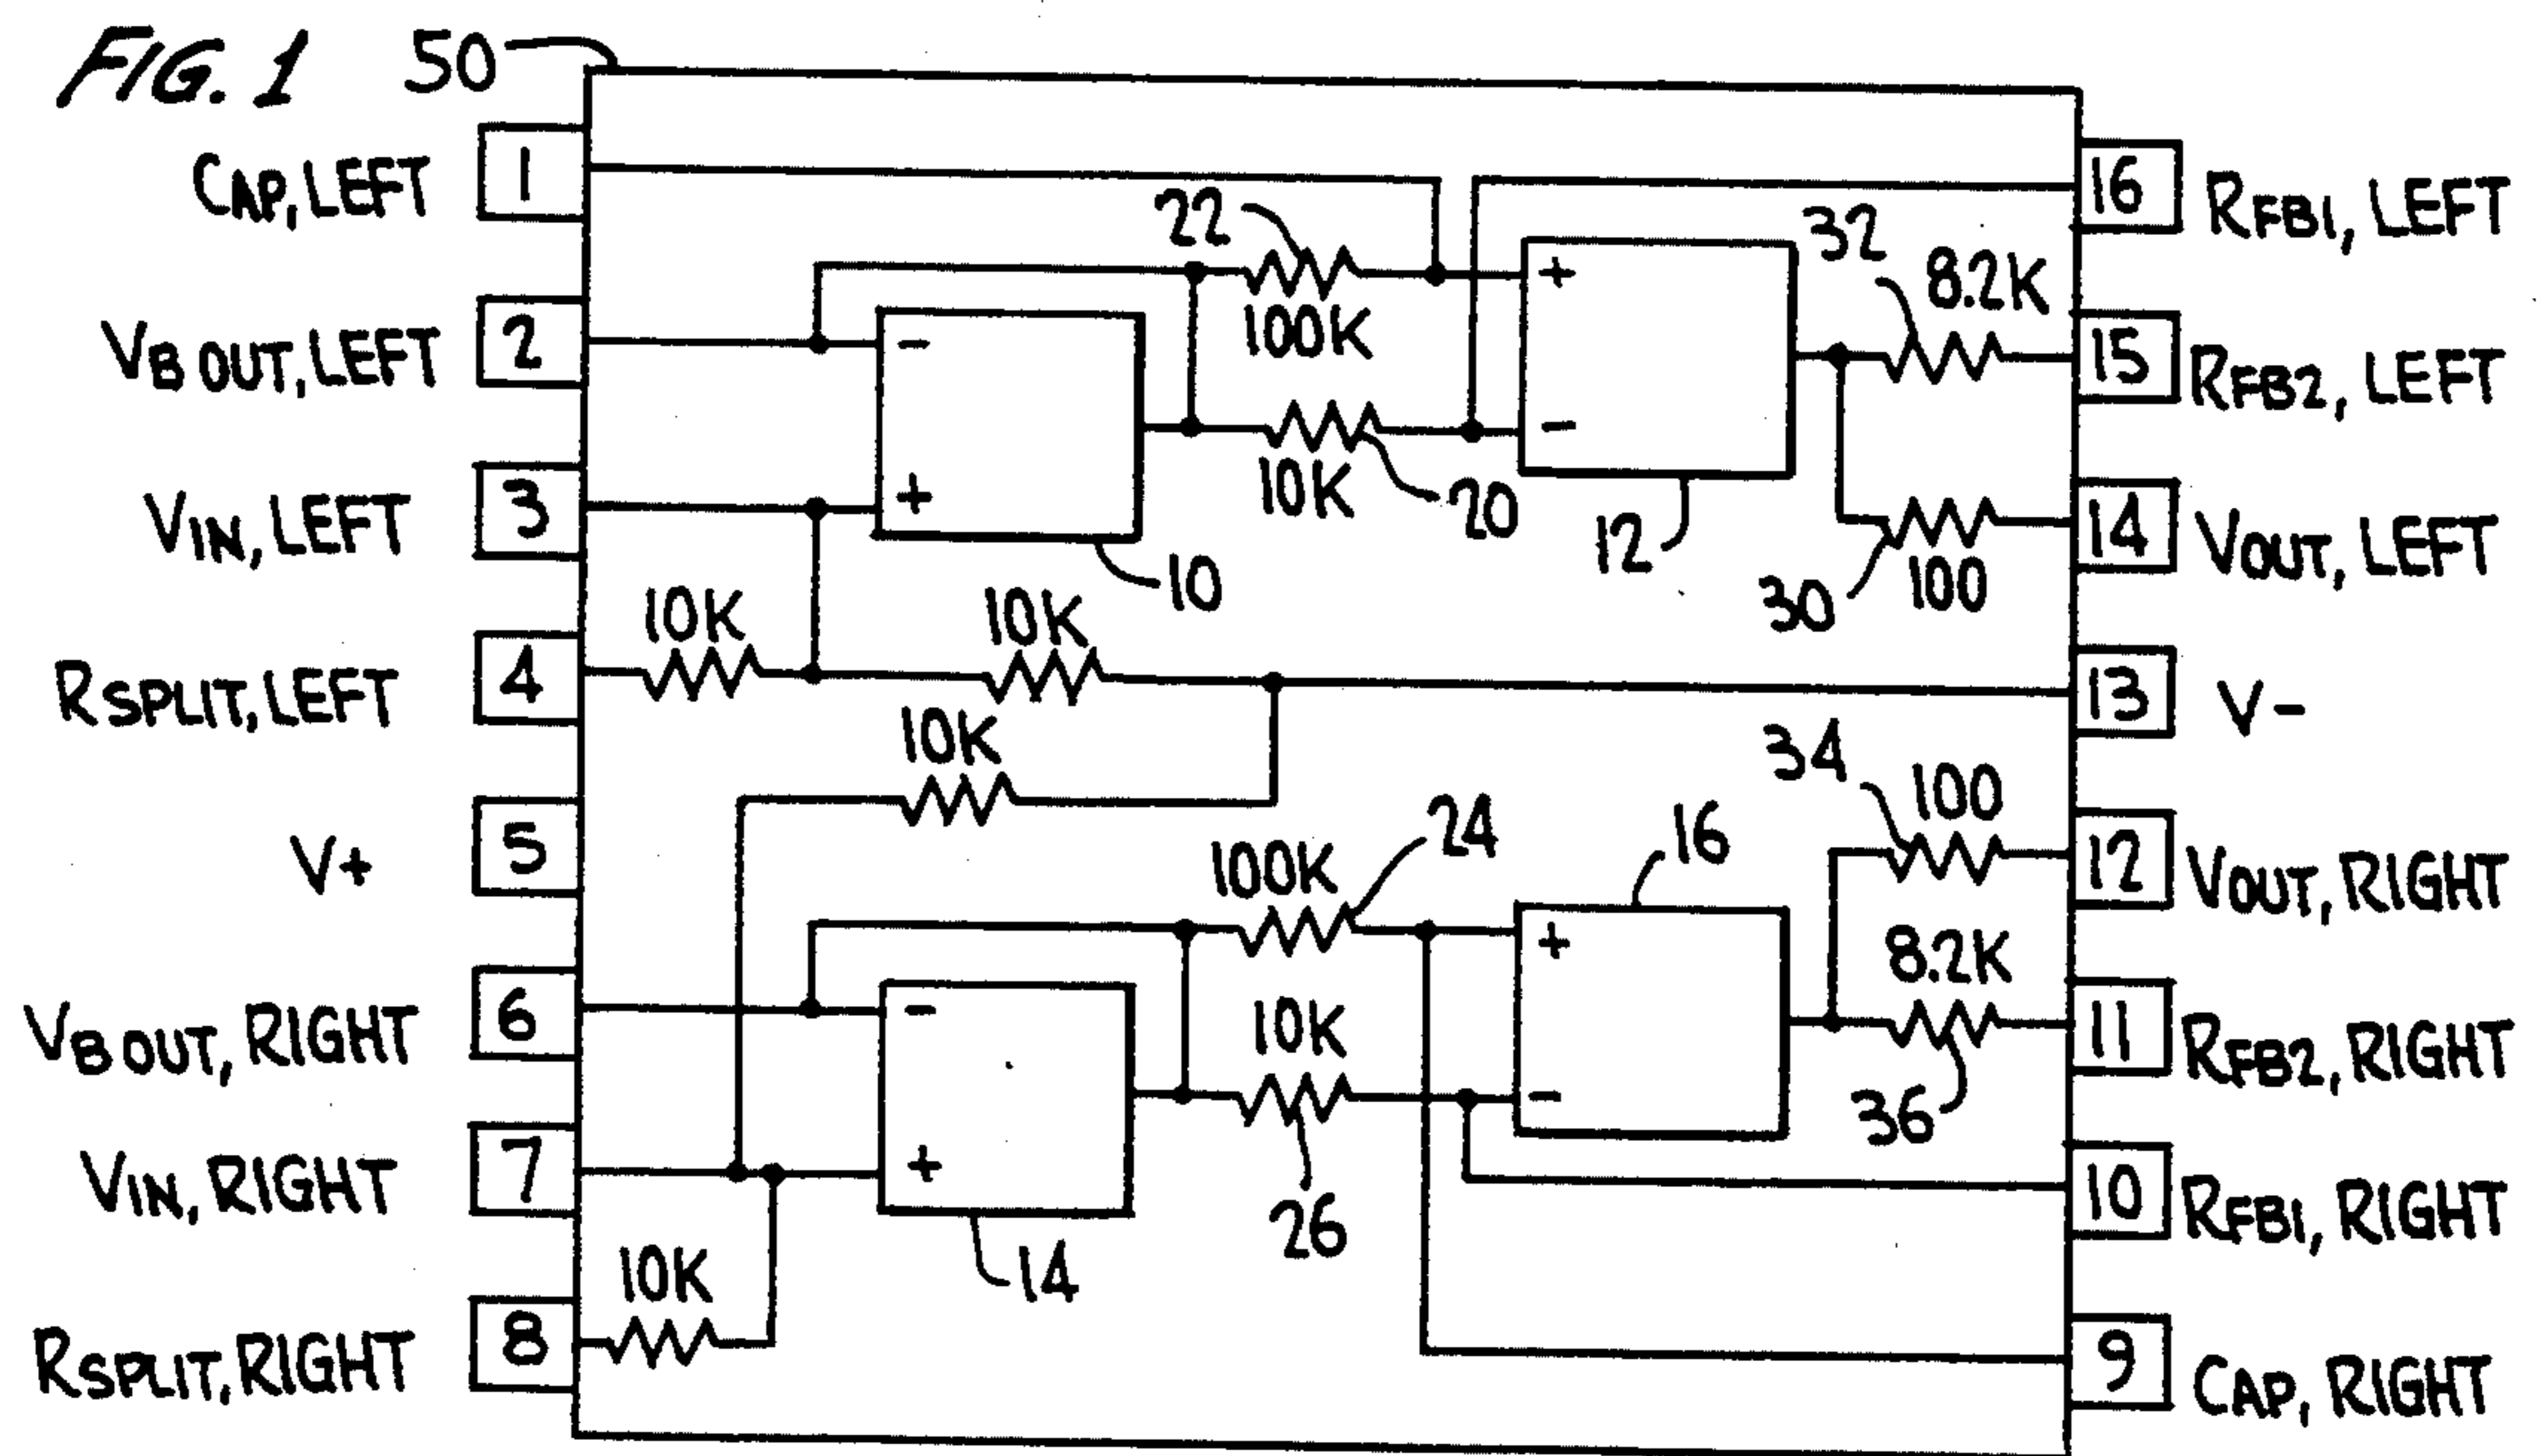 FIG. 1
50
1
CAP, LEFT
2
VB OUT, LEFT
3
VIN, LEFT
4
RSPLIT, LEFT
5
V+
6
VB OUT, RIGHT
7
VIN, RIGHT
8
RSPLIT, RIGHT
22
100K
10K
20
10
12
-
+
+
-
32
8.2K
30
100
10K
10K
10K
100K
24
10K
26
14
16
-
+
+
-
34
100
8.2K
36
10K
16
RFB1, LEFT
15
RFB2, LEFT
14
VOUT, LEFT
13
V-
12
VOUT, RIGHT
11
RFB2, RIGHT
10
RFB1, RIGHT
9
CAP, RIGHT